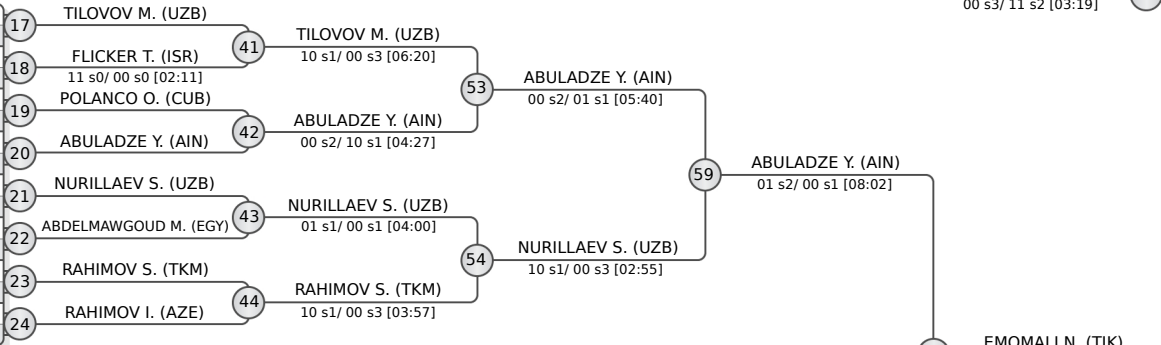 00 s3/ 11 s2 [03:19]
17
TILOVOV M. (UZB)
41
TILOVOV M. (UZB)
10 s1/ 00 s3 [06:20]
18
FLICKER T. (ISR)
11 s0/ 00 s0 [02:11]
53
ABULADZE Y. (AIN)
00 s2/ 01 s1 [05:40]
19
POLANCO O. (CUB)
42
ABULADZE Y. (AIN)
00 s2/ 10 s1 [04:27]
20
ABULADZE Y. (AIN)
59
ABULADZE Y. (AIN)
01 s2/ 00 s1 [08:02]
21
NURILLAEV S. (UZB)
43
NURILLAEV S. (UZB)
01 s1/ 00 s1 [04:00]
22
ABDELMAWGOUD M. (EGY)
54
NURILLAEV S. (UZB)
10 s1/ 00 s3 [02:55]
23
RAHIMOV S. (TKM)
44
RAHIMOV S. (TKM)
10 s1/ 00 s3 [03:57]
24
RAHIMOV I. (AZE)
EMOMALI N. (TJK)